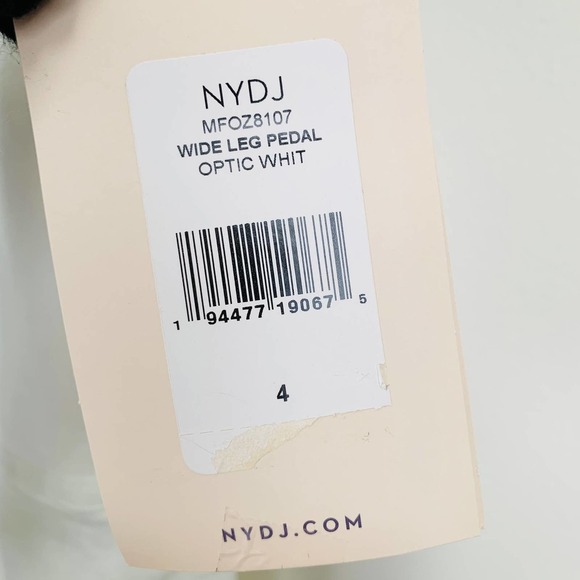 NYDJ
MFOZ8107
WIDE LEG PEDAL
OPTIC WHIT
1 94477 19067 5
4
NYDJ.COM